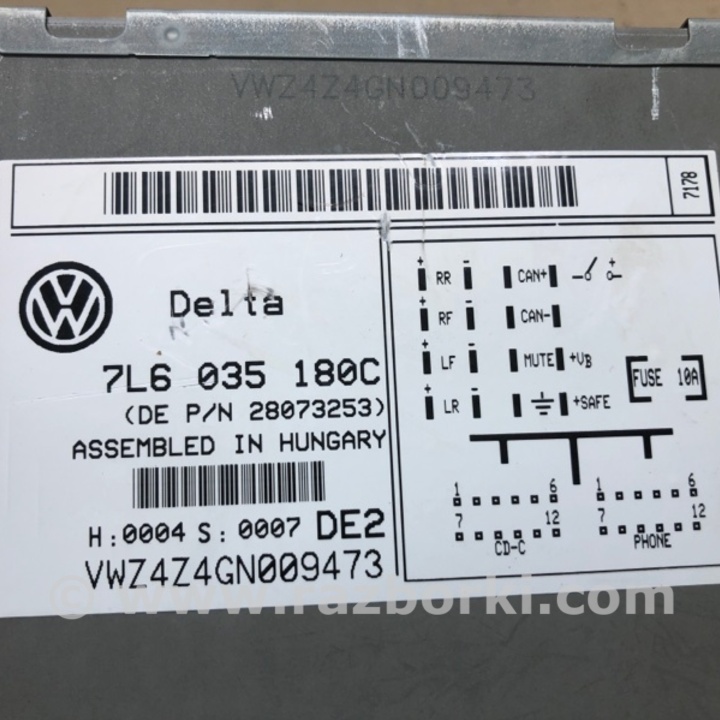 VWZ4Z4GN009473
7178
Delta
7L6 035 180C
(DE P/N 28073253)
ASSEMBLED IN HUNGARY
H:0004 S:0007 DE2
VWZ4Z4GN009473
+ - RR CAN+ +
+ - RF CAN-
+ - LF MUTE +VB
+ - LR +SAFE
FUSE 10A
1 6 1 6
7 12 7 12
CD-C PHONE
© www.razborki.com